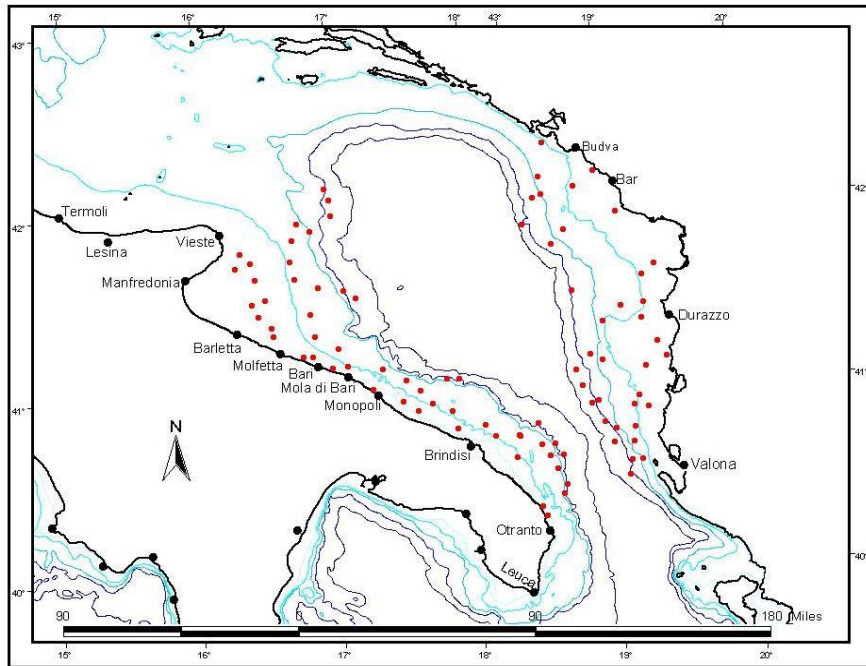 15° 16° 17° 18° 43° 19° 20°
43°
Budva
Bar
42°
Termoli
42°
Vieste
Lesina
Manfredonia
Durazzo
Barletta
Molfetta
41°
Bari
Mola di Bari
41°
Monopoli
N
Brindisi
Valona
Otranto
40°
Leuca
40°
90 0 90 180 Miles
15° 16° 17° 18° 19° 20°